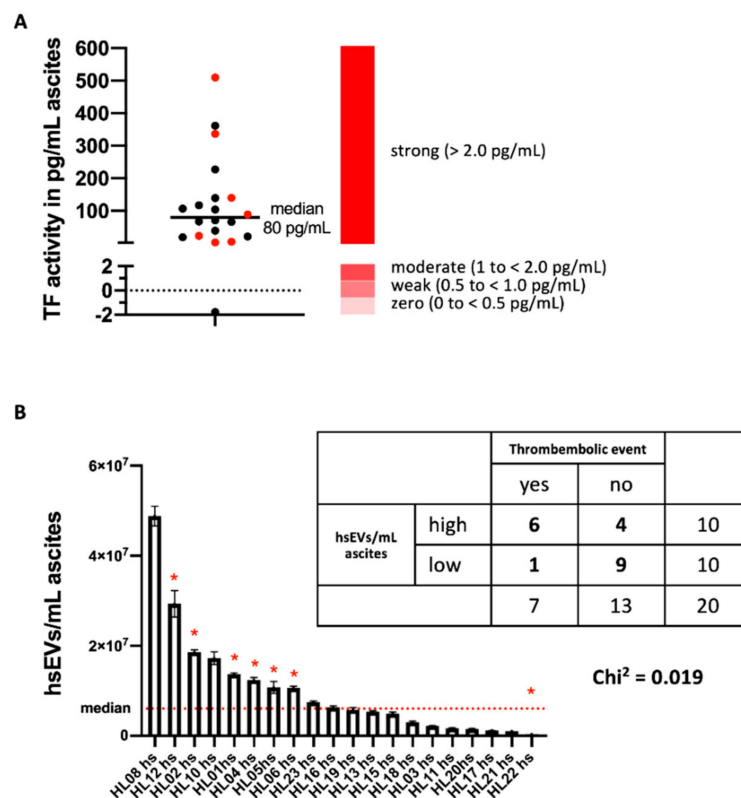 A
TF activity in pg/mL ascites
600
500
400
300
200
100
2
0
-2
median
80 pg/mL
strong (> 2.0 pg/mL)
moderate (1 to < 2.0 pg/mL)
weak (0.5 to < 1.0 pg/mL)
zero (0 to < 0.5 pg/mL)
B
hsEVs/mL ascites
6×10⁷
4×10⁷
2×10⁷
median
0
* * * * * * *
HL08 hs
HL12 hs
HL02 hs
HL10 hs
HL01hs
HL04 hs
HL05hs
HL06 hs
HL23 hs
HL16 hs
HL19 hs
HL13 hs
HL15 hs
HL18 hs
HL03 hs
HL11 hs
HL20hs
HL17 hs
HL21 hs
HL22 hs
Thrombembolic event
yes no
hsEVs/mL
ascites
high 6 4 10
low 1 9 10
7 13 20
Chi² = 0.019